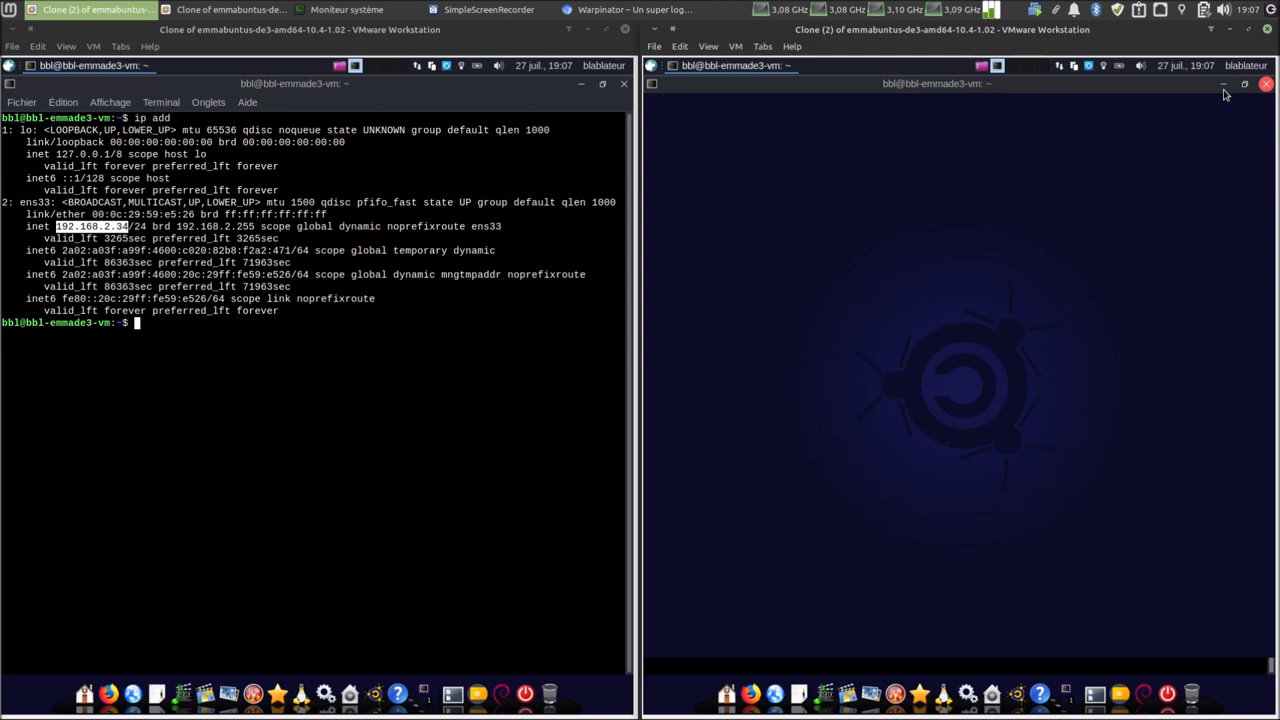 Clone (2) of emmabuntus-... Clone of emmabuntus-de... Moniteur système SimpleScreenRecorder Warpinator – Un super log... 3,08 GHz 3,08 GHz 3,10 GHz 3,09 GHz 19:07
Clone of emmabuntus-de3-amd64-10.4-1.02 - VMware Workstation
File Edit View VM Tabs Help
bbl@bbl-emmade3-vm: ~ 27 juil., 19:07 blablateur
bbl@bbl-emmade3-vm: ~
Fichier Édition Affichage Terminal Onglets Aide
bbl@bbl-emmade3-vm:~$ ip add
1: lo: <LOOPBACK,UP,LOWER_UP> mtu 65536 qdisc noqueue state UNKNOWN group default qlen 1000
link/loopback 00:00:00:00:00:00 brd 00:00:00:00:00:00
inet 127.0.0.1/8 scope host lo
valid_lft forever preferred_lft forever
inet6 ::1/128 scope host
valid_lft forever preferred_lft forever
2: ens33: <BROADCAST,MULTICAST,UP,LOWER_UP> mtu 1500 qdisc pfifo_fast state UP group default qlen 1000
link/ether 00:0c:29:59:e5:26 brd ff:ff:ff:ff:ff:ff
inet 192.168.2.34/24 brd 192.168.2.255 scope global dynamic noprefixroute ens33
valid_lft 3265sec preferred_lft 3265sec
inet6 2a02:a03f:a99f:4600:c020:82b8:f2a2:471/64 scope global temporary dynamic
valid_lft 86363sec preferred_lft 71963sec
inet6 2a02:a03f:a99f:4600:20c:29ff:fe59:e526/64 scope global dynamic mngtmpaddr noprefixroute
valid_lft 86363sec preferred_lft 71963sec
inet6 fe80::20c:29ff:fe59:e526/64 scope link noprefixroute
valid_lft forever preferred_lft forever
bbl@bbl-emmade3-vm:~$
Clone (2) of emmabuntus-de3-amd64-10.4-1.02 - VMware Workstation
File Edit View VM Tabs Help
bbl@bbl-emmade3-vm: ~ 27 juil., 19:07 blablateur
bbl@bbl-emmade3-vm: ~